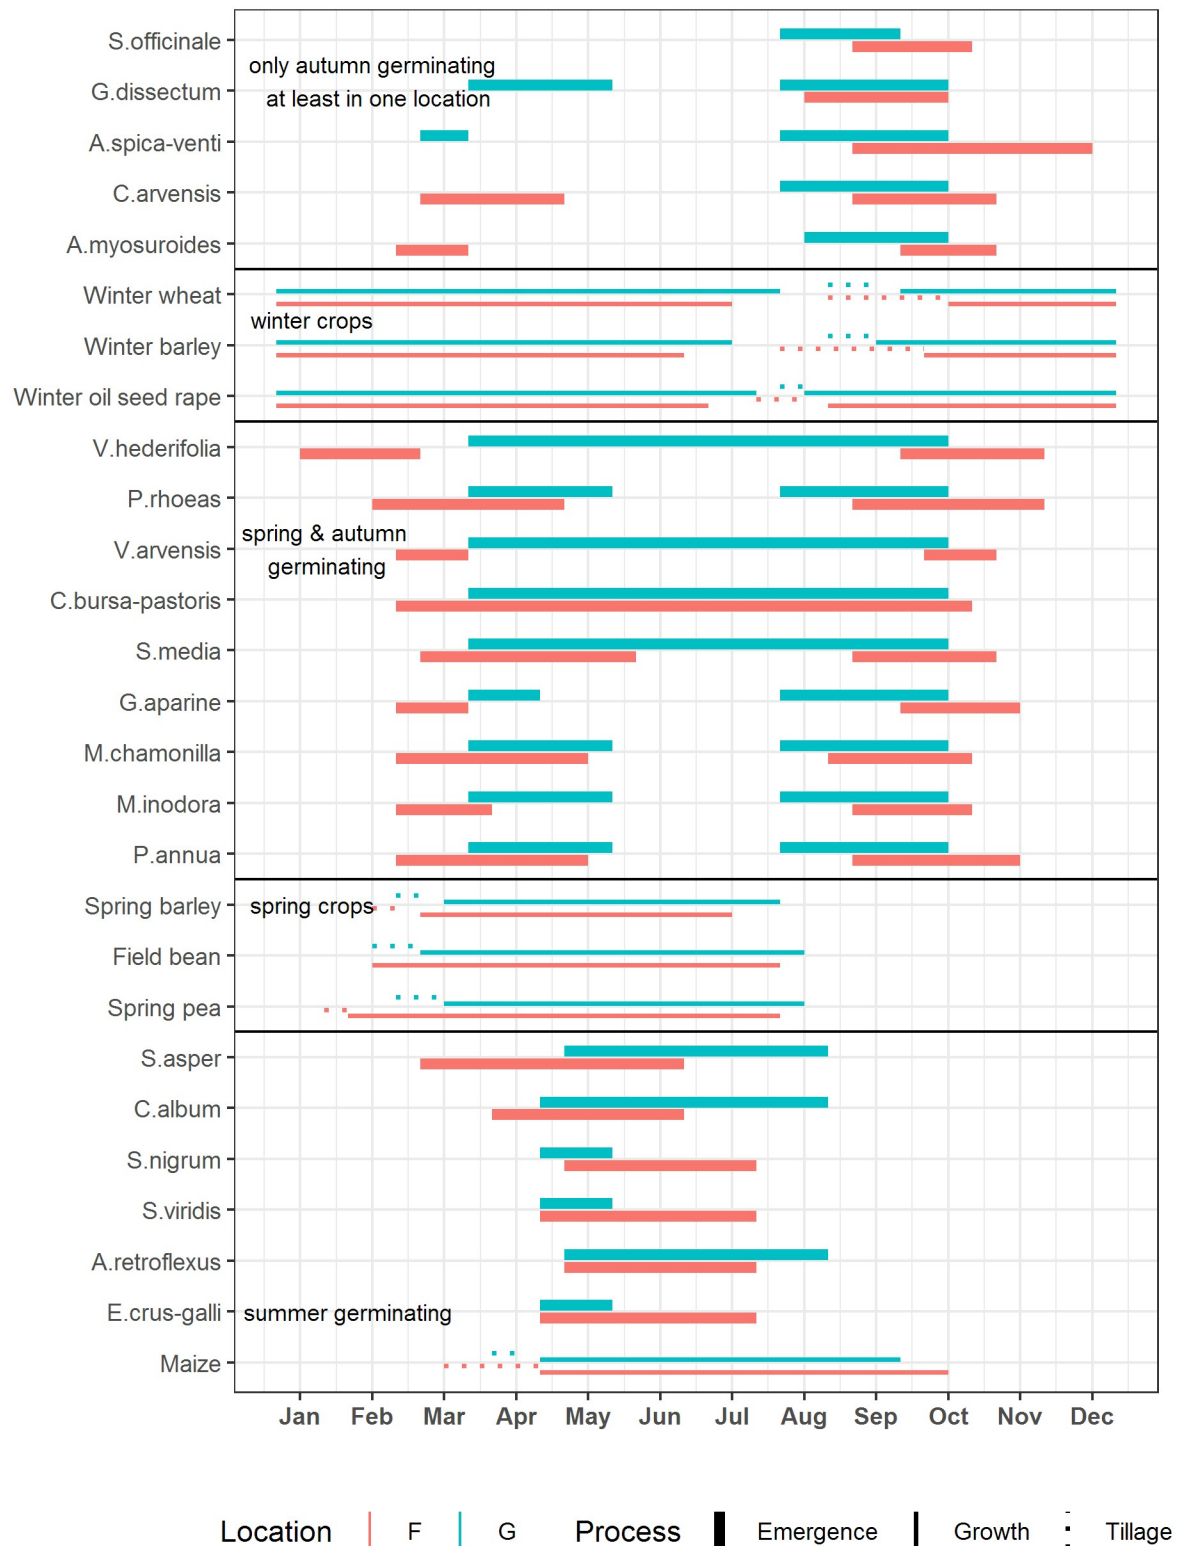 S.officinale
only autumn germinating
G.dissectum
at least in one location
A.spica-venti
C.arvensis
A.myosuroides
Winter wheat
winter crops
Winter barley
Winter oil seed rape
V.hederifolia
P.rhoeas
spring & autumn
V.arvensis
germinating
C.bursa-pastoris
S.media
G.aparine
M.chamonilla
M.inodora
P.annua
Spring barley spring crops
Field bean
Spring pea
S.asper
C.album
S.nigrum
S.viridis
A.retroflexus
E.crus-galli summer germinating
Maize
Jan Feb Mar Apr May Jun Jul Aug Sep Oct Nov Dec
Location F G Process Emergence Growth Tillage